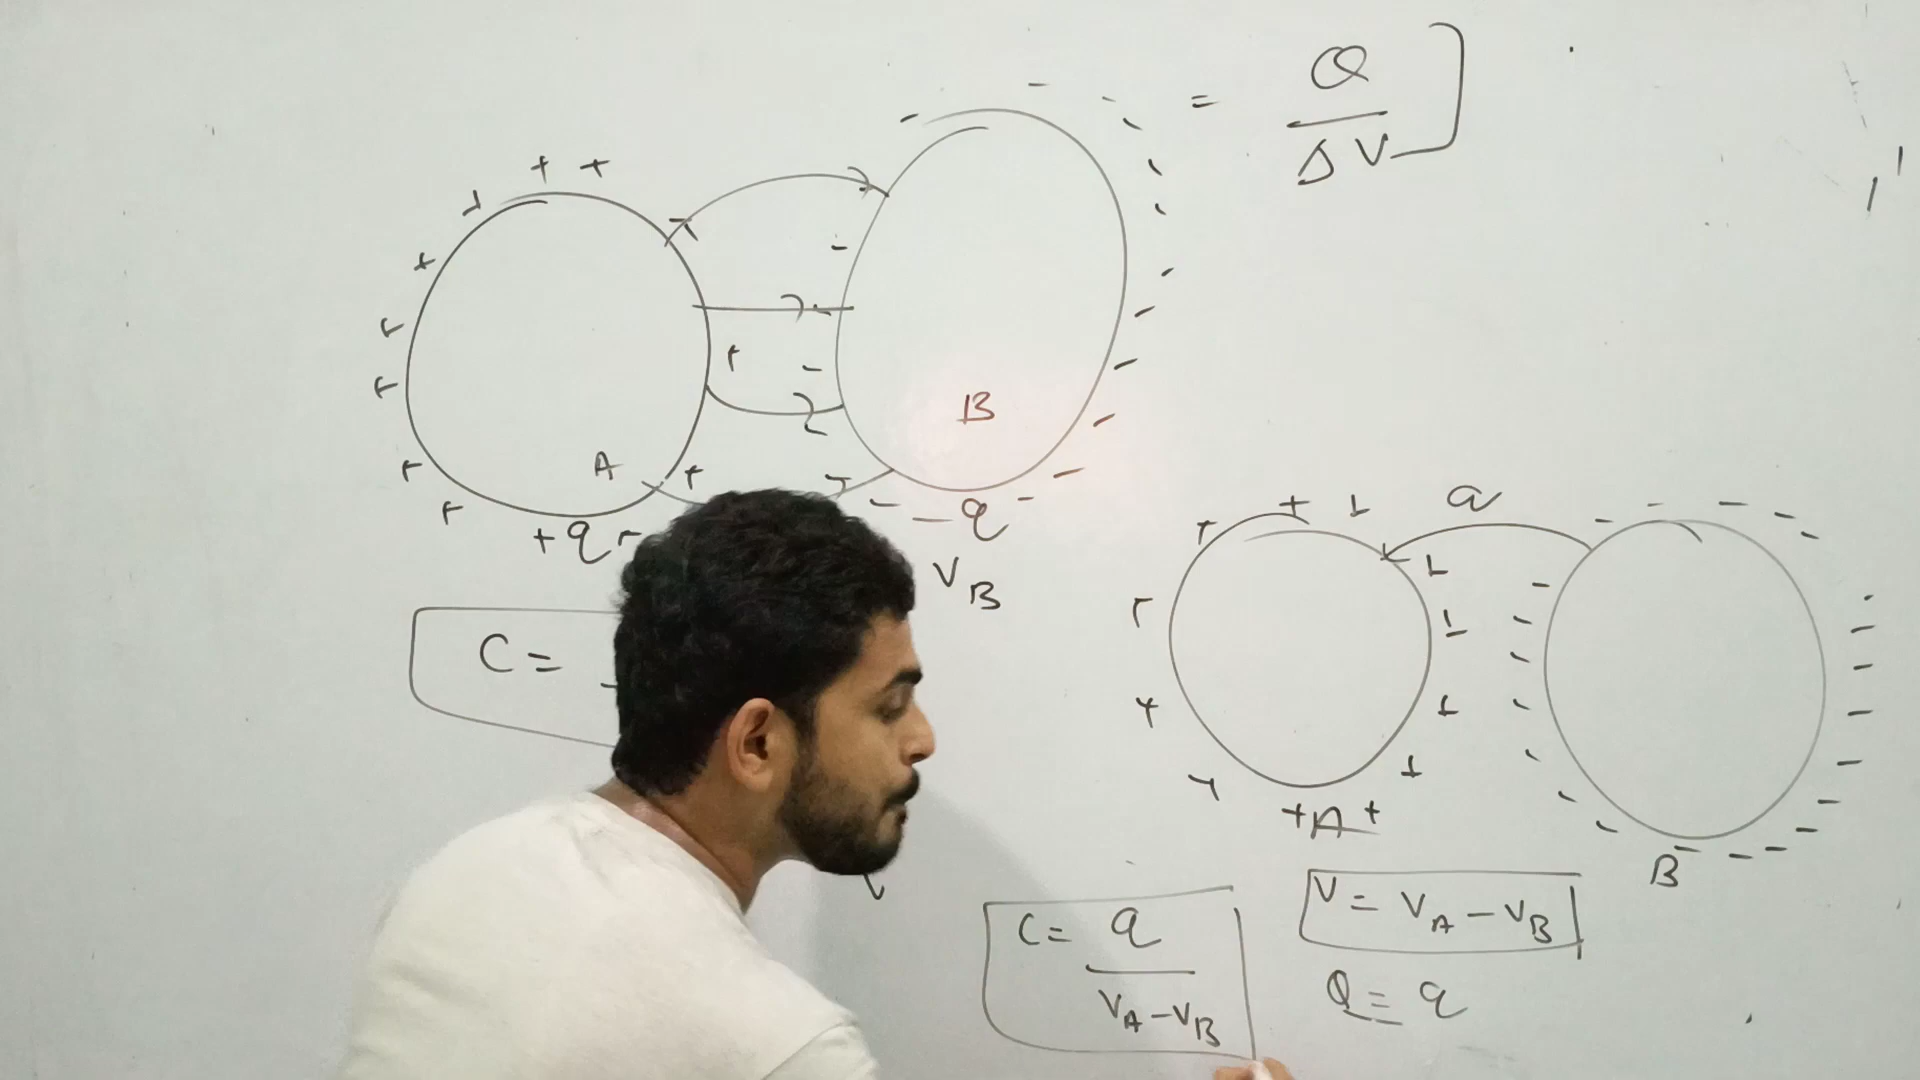 = Q / ΔV ]
B
A
+q
-q
V_B
C =
q
+A+
B
C = q / V_A - V_B
V = V_A - V_B
Q = q